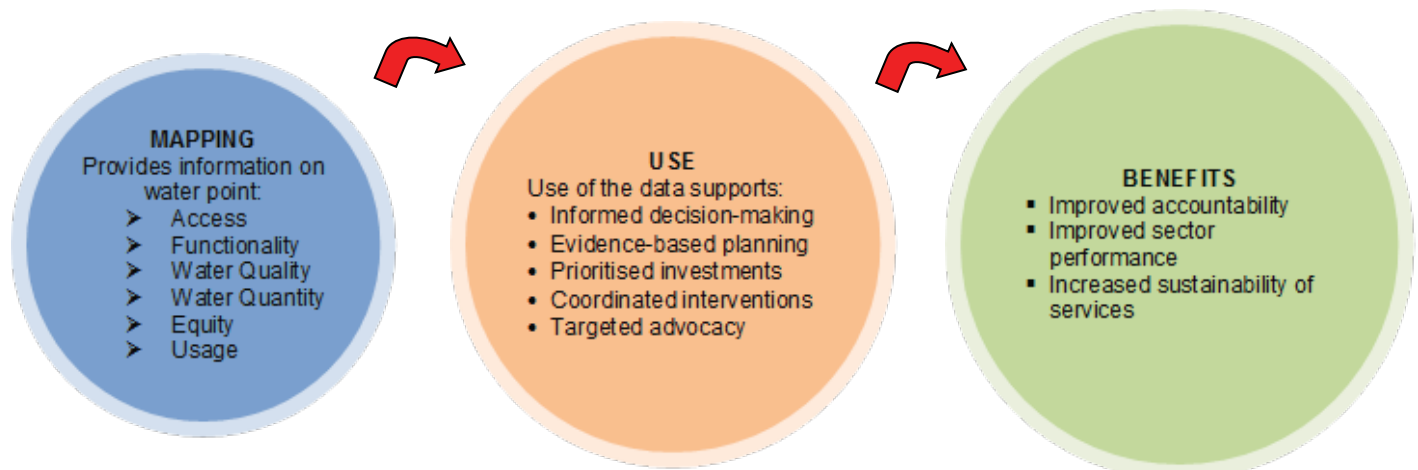 MAPPING
Provides information on
water point:
➤ Access
➤ Functionality
➤ Water Quality
➤ Water Quantity
➤ Equity
➤ Usage
USE
Use of the data supports:
• Informed decision-making
• Evidence-based planning
• Prioritised investments
• Coordinated interventions
• Targeted advocacy
BENEFITS
▪ Improved accountability
▪ Improved sector
performance
▪ Increased sustainability of
services